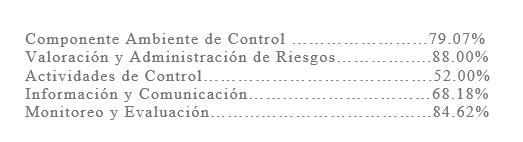 Componente Ambiente de Control ……………………79.07%
Valoración y Administración de Riesgos……………..88.00%
Actividades de Control…………………………………..52.00%
Información y Comunicación……………………………68.18%
Monitoreo y Evaluación………………………………….84.62%